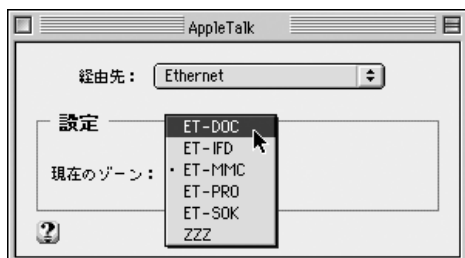 AppleTalk
経由先： Ethernet
設定
ET-DOC
ET-IFD
現在のゾーン： • ET-MMC
ET-PRO
ET-SOK
ZZZ
?